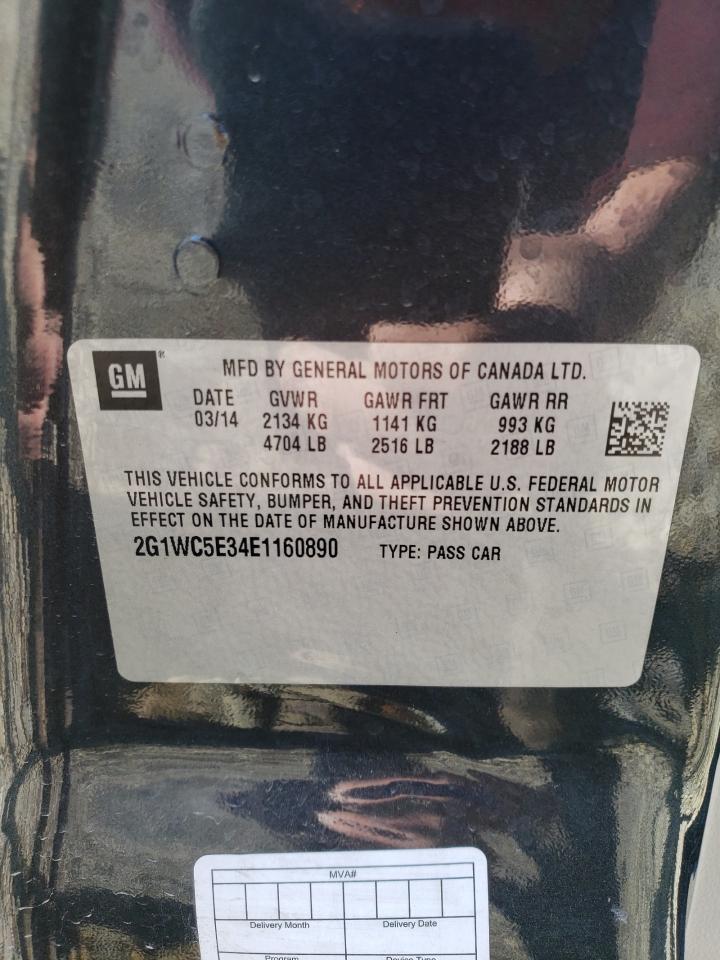 GM
MFD BY GENERAL MOTORS OF CANADA LTD.
DATE GVWR GAWR FRT GAWR RR
03/14 2134 KG 1141 KG 993 KG
4704 LB 2516 LB 2188 LB
THIS VEHICLE CONFORMS TO ALL APPLICABLE U.S. FEDERAL MOTOR
VEHICLE SAFETY, BUMPER, AND THEFT PREVENTION STANDARDS IN
EFFECT ON THE DATE OF MANUFACTURE SHOWN ABOVE.
2G1WC5E34E1160890 TYPE: PASS CAR
MVA#
Delivery Month Delivery Date
Program Device Type